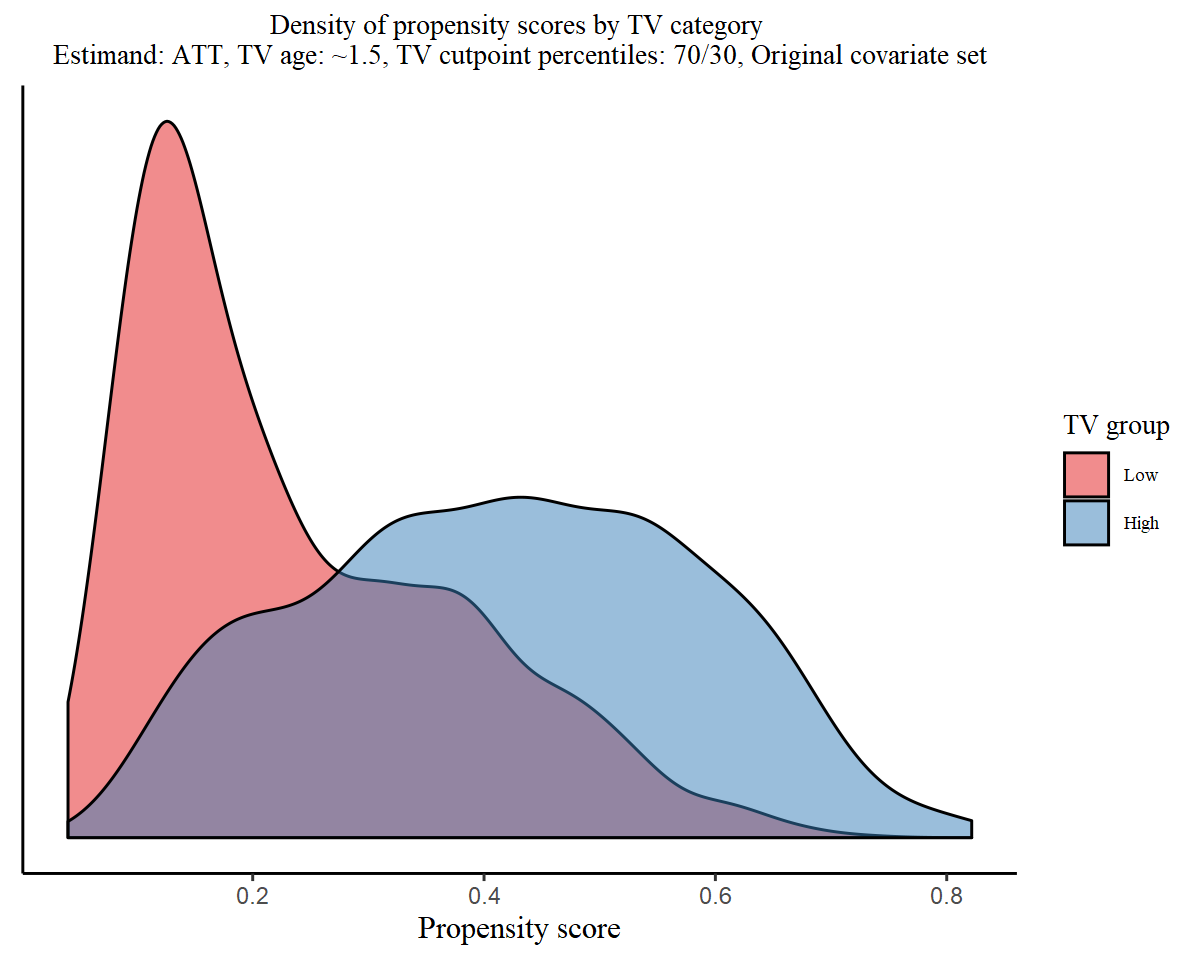 Density of propensity scores by TV category
Estimand: ATT, TV age: ~1.5, TV cutpoint percentiles: 70/30, Original covariate set
TV group
Low
High
0.2
0.4
0.6
0.8
Propensity score